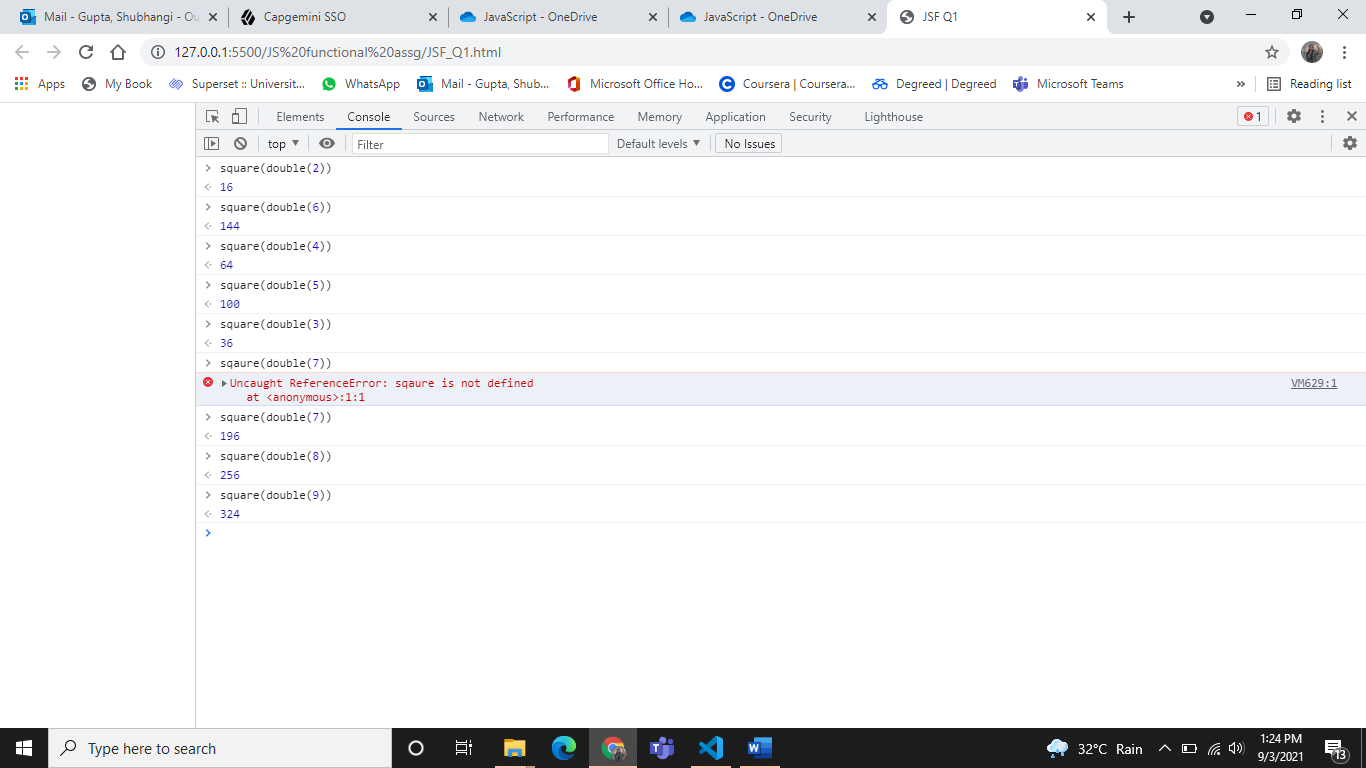 Mail - Gupta, Shubhangi - Ou
Capgemini SSO
JavaScript - OneDrive
JavaScript - OneDrive
JSF Q1
127.0.0.1:5500/JS%20functional%20assg/JSF_Q1.html
Apps My Book Superset :: Universit... WhatsApp Mail - Gupta, Shub... Microsoft Office Ho... Coursera | Coursera... Degreed | Degreed Microsoft Teams » Reading list
Elements Console Sources Network Performance Memory Application Security Lighthouse 1
top Filter Default levels No Issues
square(double(2))
16
square(double(6))
144
square(double(4))
64
square(double(5))
100
square(double(3))
36
sqaure(double(7))
Uncaught ReferenceError: sqaure is not defined VM629:1
at <anonymous>:1:1
square(double(7))
196
square(double(8))
256
square(double(9))
324
Type here to search
32°C Rain
1:24 PM
9/3/2021
13